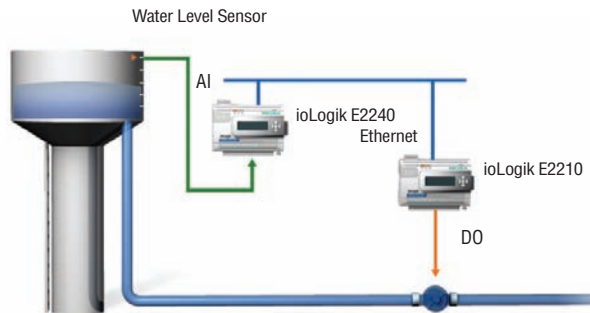 Water Level Sensor
AI
ioLogik E2240
Ethernet
ioLogik E2210
DO